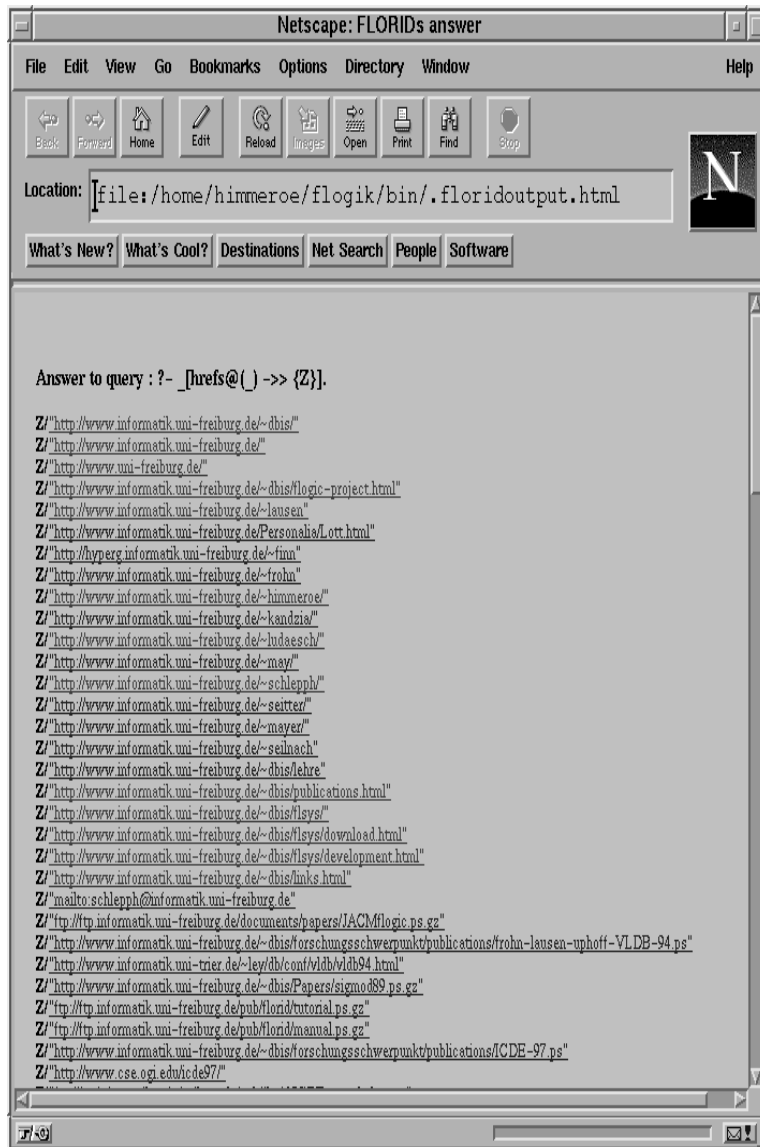 Netscape: FLORIDs answer
File Edit View Go Bookmarks Options Directory Window Help
Back Forward Home Edit Reload Images Open Print Find Stop
Location: file:/home/himmeroe/flogik/bin/.floridoutput.html
N
What's New? What's Cool? Destinations Net Search People Software
Answer to query : ?- _[hrefs@(_) ->> {Z}].
Z/"http://www.informatik.uni-freiburg.de/~dbis/"
Z/"http://www.informatik.uni-freiburg.de/"
Z/"http://www.uni-freiburg.de/"
Z/"http://www.informatik.uni-freiburg.de/~dbis/flogic-project.html"
Z/"http://www.informatik.uni-freiburg.de/~lausen"
Z/"http://www.informatik.uni-freiburg.de/Personalia/Lott.html"
Z/"http://hyperg.informatik.uni-freiburg.de/~finn"
Z/"http://www.informatik.uni-freiburg.de/~frohn"
Z/"http://www.informatik.uni-freiburg.de/~himmeroe/"
Z/"http://www.informatik.uni-freiburg.de/~kandzia/"
Z/"http://www.informatik.uni-freiburg.de/~ludaesch/"
Z/"http://www.informatik.uni-freiburg.de/~may/"
Z/"http://www.informatik.uni-freiburg.de/~schlepph/"
Z/"http://www.informatik.uni-freiburg.de/~seitter/"
Z/"http://www.informatik.uni-freiburg.de/~mayer/"
Z/"http://www.informatik.uni-freiburg.de/~seilnach"
Z/"http://www.informatik.uni-freiburg.de/~dbis/lehre"
Z/"http://www.informatik.uni-freiburg.de/~dbis/publications.html"
Z/"http://www.informatik.uni-freiburg.de/~dbis/flsys/"
Z/"http://www.informatik.uni-freiburg.de/~dbis/flsys/download.html"
Z/"http://www.informatik.uni-freiburg.de/~dbis/flsys/development.html"
Z/"http://www.informatik.uni-freiburg.de/~dbis/links.html"
Z/"mailto:schlepph@informatik.uni-freiburg.de"
Z/"ftp://ftp.informatik.uni-freiburg.de/documents/papers/JACMflogic.ps.gz"
Z/"http://www.informatik.uni-freiburg.de/~dbis/forschungsschwerpunkt/publications/frohn-lausen-uphoff-VLDB-94.ps"
Z/"http://www.informatik.uni-trier.de/~ley/db/conf/vldb/vldb94.html"
Z/"http://www.informatik.uni-freiburg.de/~dbis/Papers/sigmod89.ps.gz"
Z/"ftp://ftp.informatik.uni-freiburg.de/pub/florid/tutorial.ps.gz"
Z/"ftp://ftp.informatik.uni-freiburg.de/pub/florid/manual.ps.gz"
Z/"http://www.informatik.uni-freiburg.de/~dbis/forschungsschwerpunkt/publications/ICDE-97.ps"
Z/"http://www.cse.ogi.edu/icde97/"